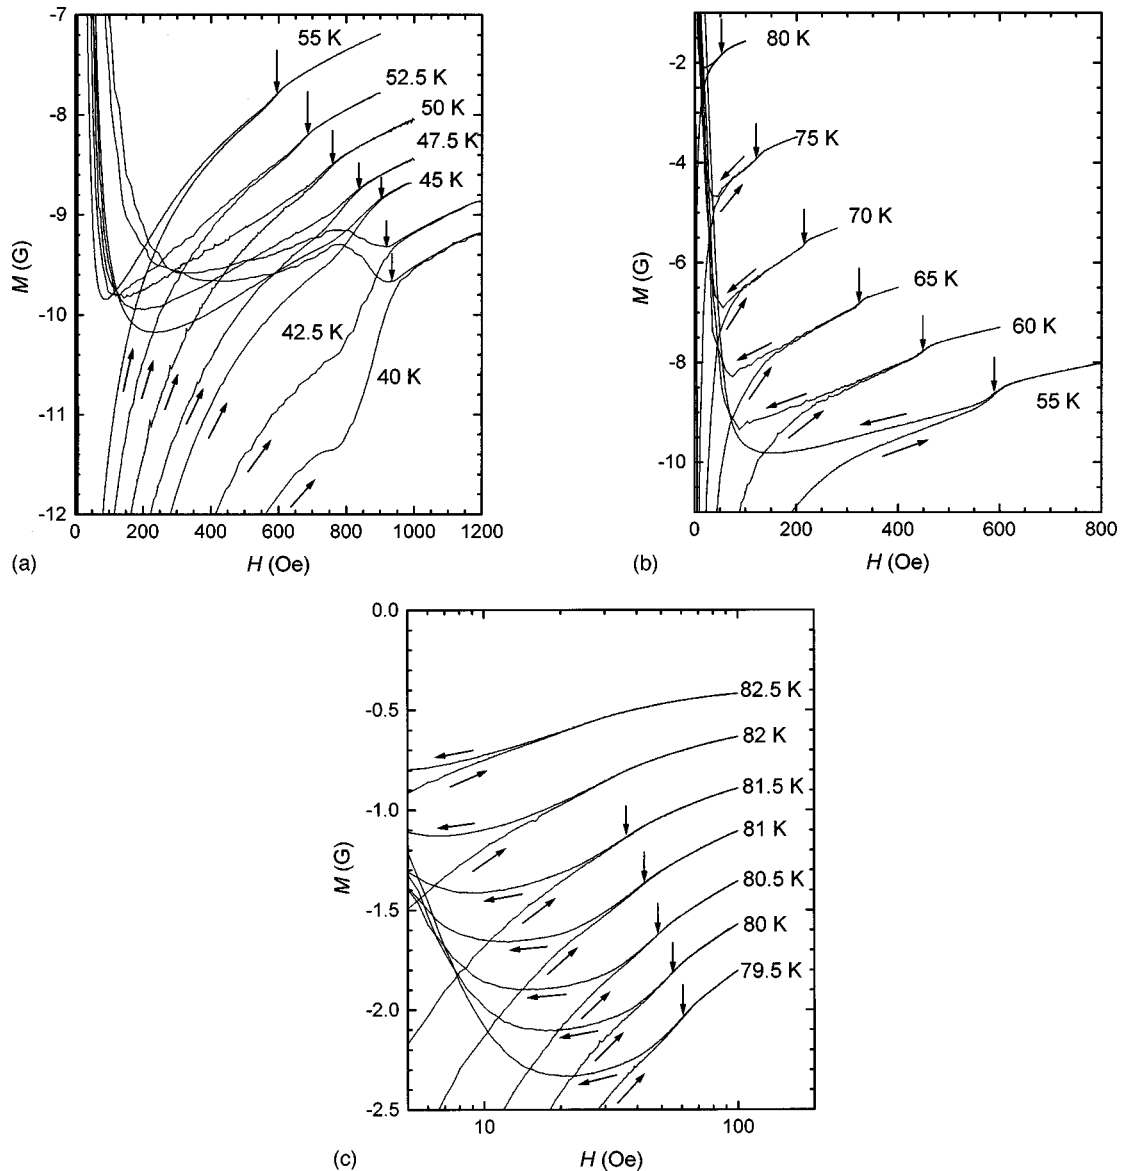 -7
-8
-9
-10
-11
-12
M (G)
55 K
52.5 K
50 K
47.5 K
45 K
42.5 K
40 K
0 200 400 600 800 1000 1200
(a) H (Oe)
-2
-4
-6
-8
-10
M (G)
80 K
75 K
70 K
65 K
60 K
55 K
0 200 400 600 800
(b) H (Oe)
0.0
-0.5
-1.0
-1.5
-2.0
-2.5
M (G)
82.5 K
82 K
81.5 K
81 K
80.5 K
80 K
79.5 K
10 100
(c) H (Oe)